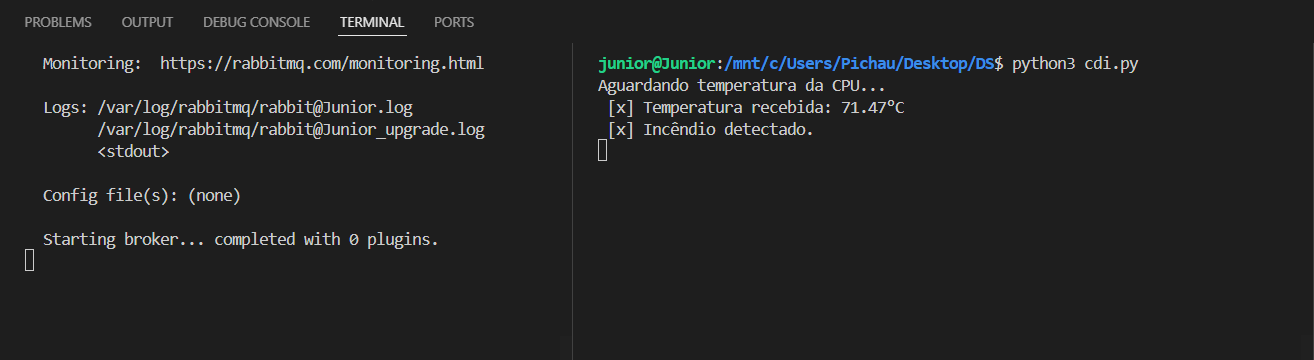 PROBLEMS OUTPUT DEBUG CONSOLE TERMINAL PORTS
Monitoring: https://rabbitmq.com/monitoring.html
Logs: /var/log/rabbitmq/rabbit@Junior.log
/var/log/rabbitmq/rabbit@Junior_upgrade.log
<stdout>
Config file(s): (none)
Starting broker... completed with 0 plugins.
junior@Junior:/mnt/c/Users/Pichau/Desktop/DS$ python3 cdi.py
Aguardando temperatura da CPU...
[x] Temperatura recebida: 71.47ºC
[x] Incêndio detectado.